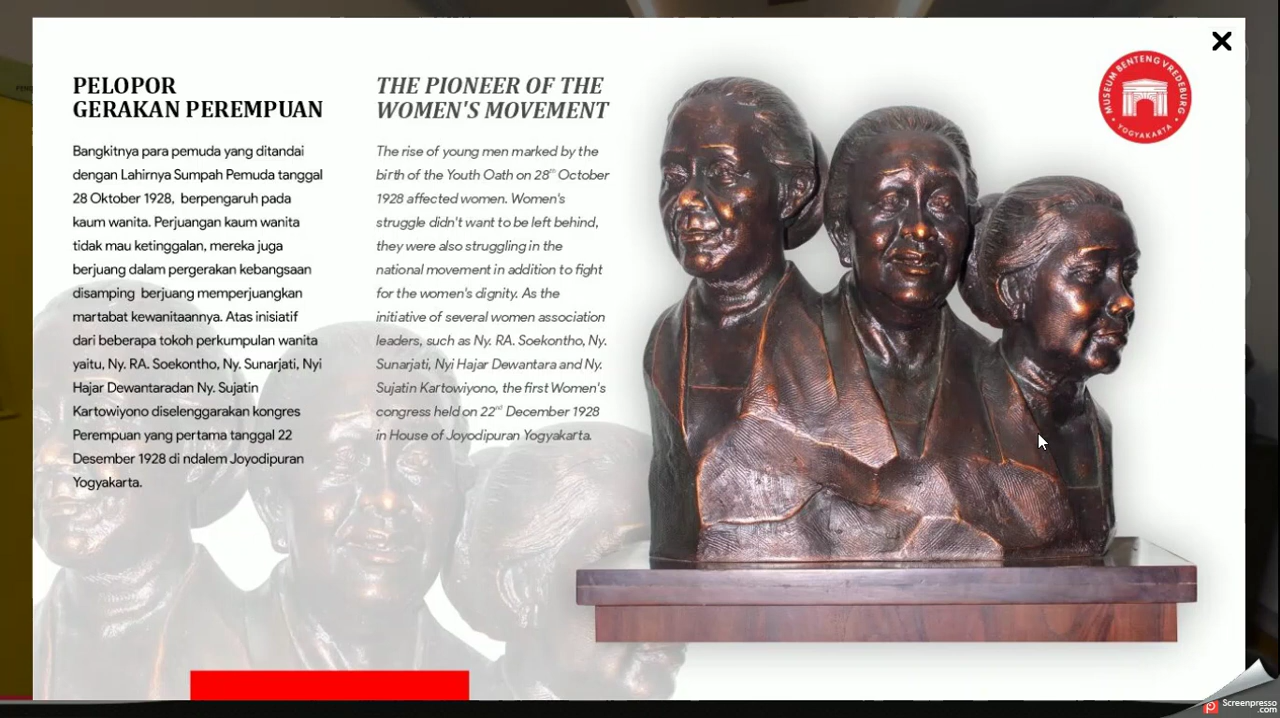 PELOPOR
GERAKAN PEREMPUAN
Bangkitnya para pemuda yang ditandai
dengan Lahirnya Sumpah Pemuda tanggal
28 Oktober 1928, berpengaruh pada
kaum wanita. Perjuangan kaum wanita
tidak mau ketinggalan, mereka juga
berjuang dalam pergerakan kebangsaan
disamping berjuang memperjuangkan
martabat kewanitaannya. Atas inisiatif
dari beberapa tokoh perkumpulan wanita
yaitu, Ny. RA. Soekontho, Ny. Sunarjati, Nyi
Hajar Dewantaradan Ny. Sujatin
Kartowiyono diselenggarakan kongres
Perempuan yang pertama tanggal 22
Desember 1928 di ndalem Joyodipuran
Yogyakarta.
THE PIONEER OF THE
WOMEN'S MOVEMENT
The rise of young men marked by the
birth of the Youth Oath on 28th October
1928 affected women. Women's
struggle didn't want to be left behind,
they were also struggling in the
national movement in addition to fight
for the women's dignity. As the
initiative of several women association
leaders, such as Ny. RA. Soekontho, Ny.
Sunarjati, Nyi Hajar Dewantara and Ny.
Sujatin Kartowiyono, the first Women's
congress held on 22nd December 1928
in House of Joyodipuran Yogyakarta.
MUSEUM BENTENG VREDEBURG
YOGYAKARTA
Screenpresso
.com